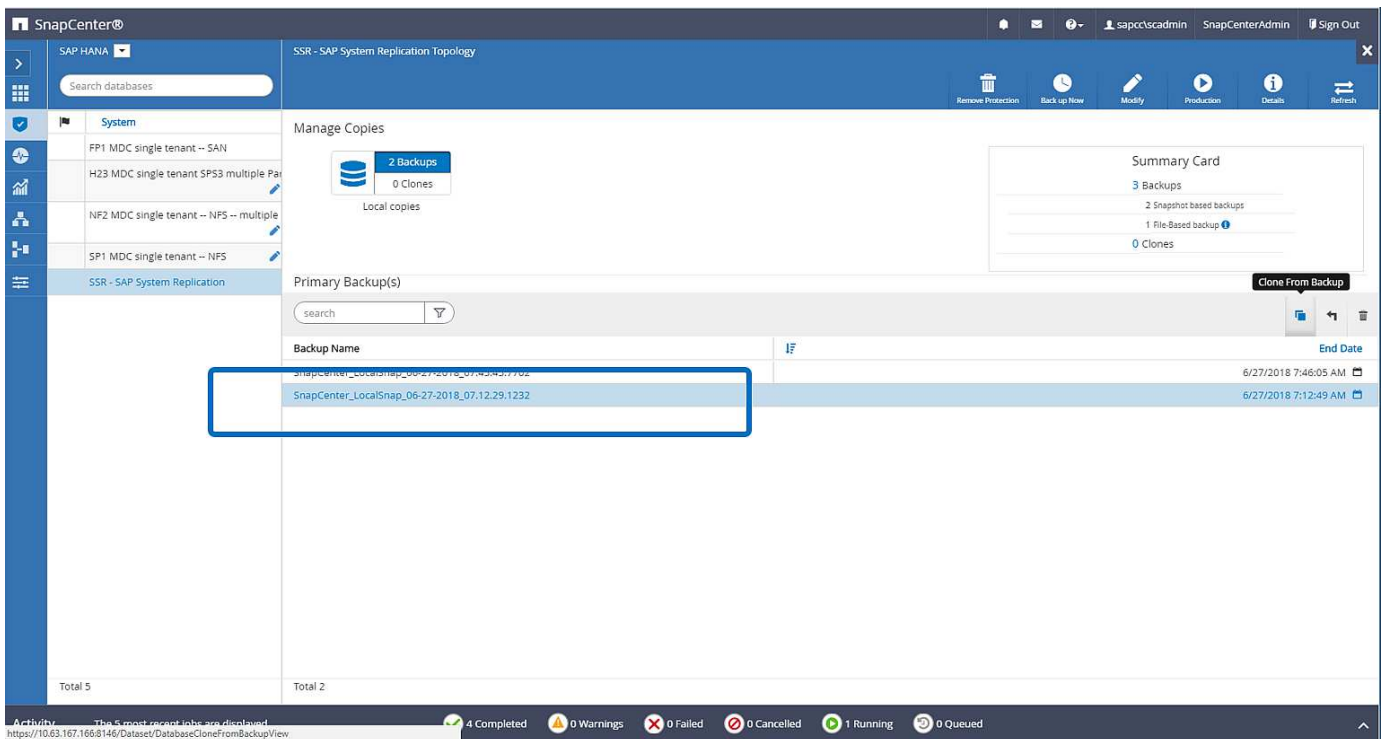 SnapCenter®
sapcc\scadmin SnapCenterAdmin Sign Out
SAP HANA
SSR - SAP System Replication Topology
Search databases
Remove Protection Back up Now Modify Production Details Refresh
System
FP1 MDC single tenant -- SAN
H23 MDC single tenant SPS3 multiple Par
NF2 MDC single tenant -- NFS -- multiple
SP1 MDC single tenant -- NFS
SSR - SAP System Replication
Manage Copies
2 Backups
0 Clones
Local copies
Summary Card
3 Backups
2 Snapshot based backups
1 File-Based backup
0 Clones
Primary Backup(s)
Clone From Backup
search
Backup Name End Date
6/27/2018 7:46:05 AM
SnapCenter_LocalSnap_06-27-2018_07.12.29.1232 6/27/2018 7:12:49 AM
Total 5
Total 2
Activity The 5 most recent jobs are displayed
4 Completed 0 Warnings 0 Failed 0 Cancelled 1 Running 0 Queued
https://10.63.167.166:8146/Dataset/DatabaseCloneFromBackupView